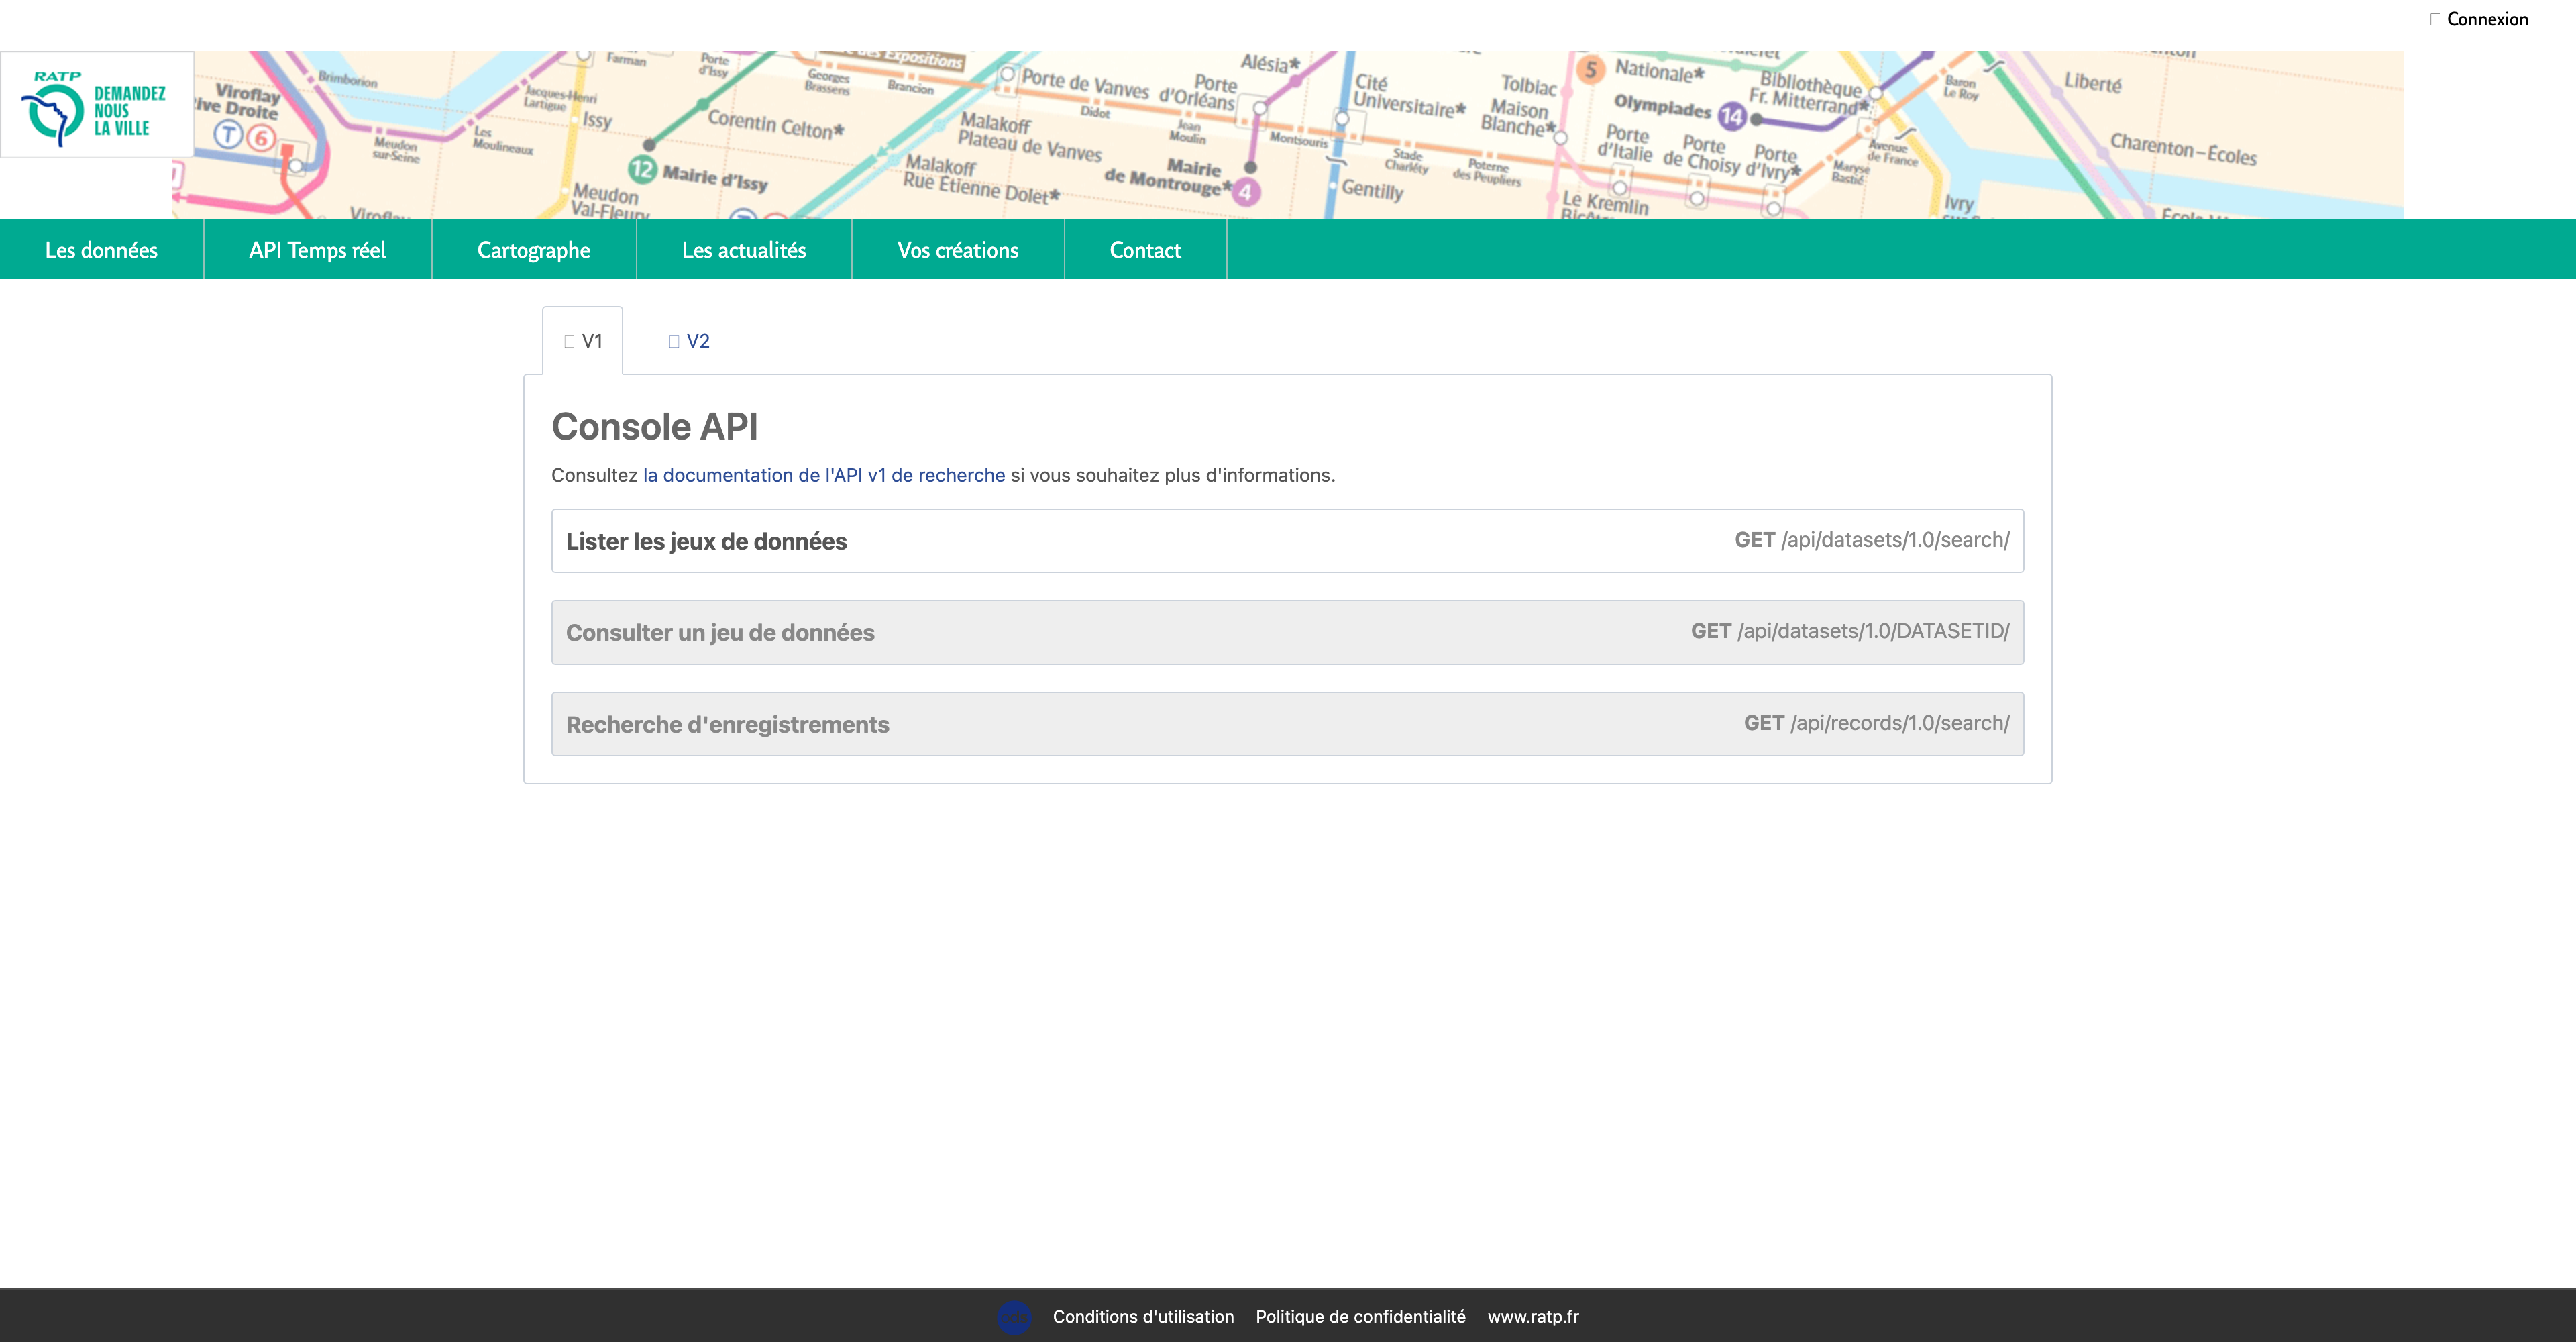 Connexion
RATP
DEMANDEZ
NOUS
LA VILLE
Viroflay
Rive Droite
T 6
Brimborion
Meudon
sur-Seine
Les
Moulineaux
Jacques-Henri
Lartigue
Issy
Farman
Porte
d'Issy
Corentin Celton*
12 Mairie d'Issy
Meudon
Val-Fleury
Georges
Brassens
Brancion
Porte de Vanves
Didot
Malakoff
Plateau de Vanves
Malakoff
Rue Étienne Dolet*
Alésia*
Porte
d'Orléans
Jean
Moulin
Mairie
de Montrouge*
4
Montsouris
Cité
Universitaire*
Stade
Charléty
Gentilly
Poterne
des Peupliers
Tolbiac
Maison
Blanche*
5
Nationale*
Olympiades 14
Bibliothèque
Fr. Mitterrand*
Porte
d'Italie
Porte
de Choisy
Porte
d'Ivry*
Le Kremlin
Maryse
Bastié
Avenue
de France
Baron
Le Roy
Ivry
Liberté
Charenton–Écoles
Les données
API Temps réel
Cartographe
Les actualités
Vos créations
Contact
V1
V2
Console API
Consultez la documentation de l'API v1 de recherche si vous souhaitez plus d'informations.
Lister les jeux de données GET /api/datasets/1.0/search/
Consulter un jeu de données GET /api/datasets/1.0/DATASETID/
Recherche d'enregistrements GET /api/records/1.0/search/
Conditions d'utilisation Politique de confidentialité www.ratp.fr